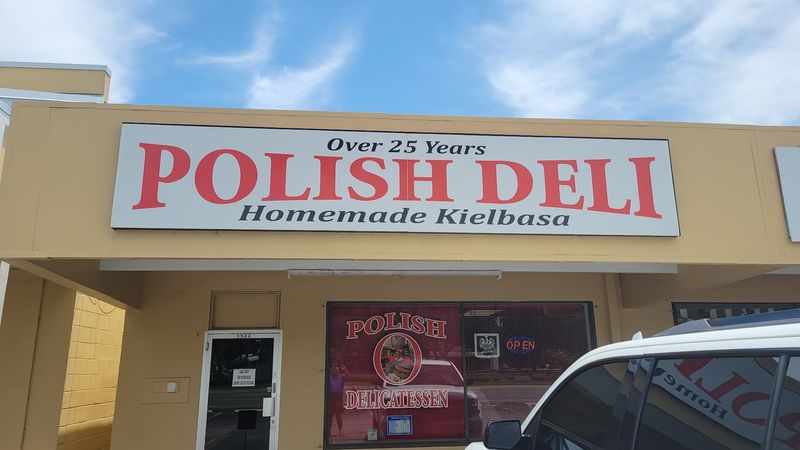 Over 25 Years
POLISH DELI
Homemade Kielbasa
POLISH
DELICATESSEN
OPEN